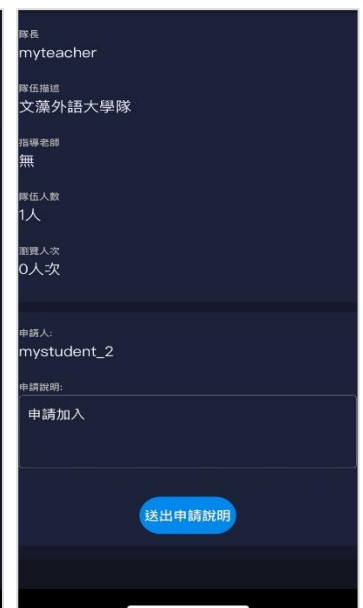 隊長
myteacher
隊伍描述
文藻外語大學隊
指導老師
無
隊伍人數
1人
瀏覽人次
0人次
申請人:
mystudent_2
申請說明:
申請加入
送出申請說明